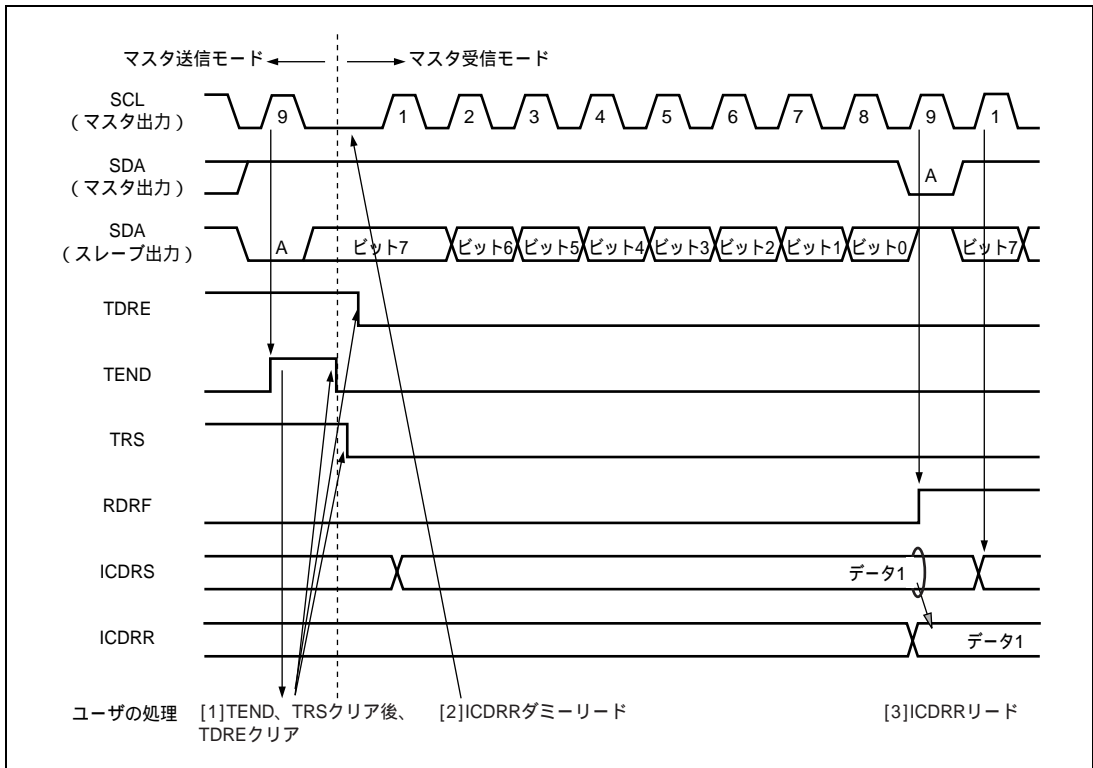 マスタ送信モード マスタ受信モード
SCL
(マスタ出力)
9 1 2 3 4 5 6 7 8 9 1
SDA
(マスタ出力)
A
SDA
(スレーブ出力)
A ビット7 ビット6 ビット5 ビット4 ビット3 ビット2 ビット1 ビット0 ビット7
TDRE
TEND
TRS
RDRF
ICDRS
データ1
ICDRR
データ1
ユーザの処理 [1]TEND、TRSクリア後、 [2]ICDRRダミーリード [3]ICDRRリード
TDREクリア